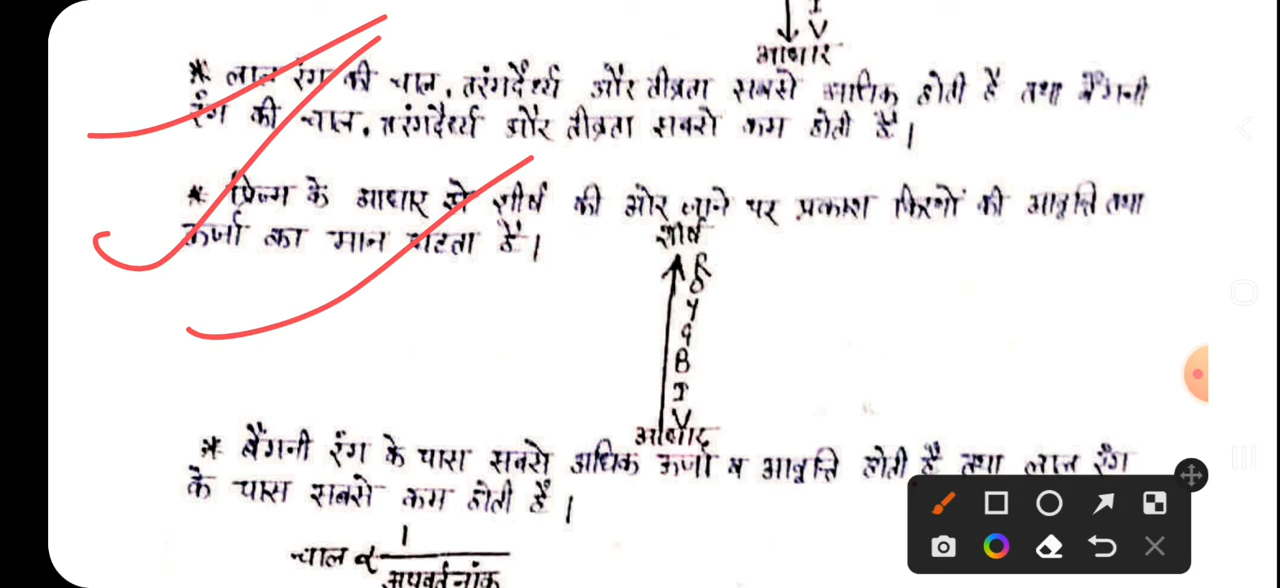 I
V
आधार
* लाल रंग की चाल, तरंगदैर्ध्य और तीव्रता सबसे अधिक होती है तथा बैंगनी
रंग की चाल, तरंगदैर्ध्य और तीव्रता सबसे कम होती है।
* प्रिज्म के आधार से शीर्ष की ओर जाने पर प्रकाश किरणों की आवृत्ति तथा
ऊर्जा का मान घटता है।
शीर्ष
R
O
Y
G
B
I
V
आधार
* बैंगनी रंग के पास सबसे अधिक ऊर्जा व आवृत्ति होती है तथा लाल रंग
के पास सबसे कम होती है।
चाल ∝ 1
अपवर्तनांक